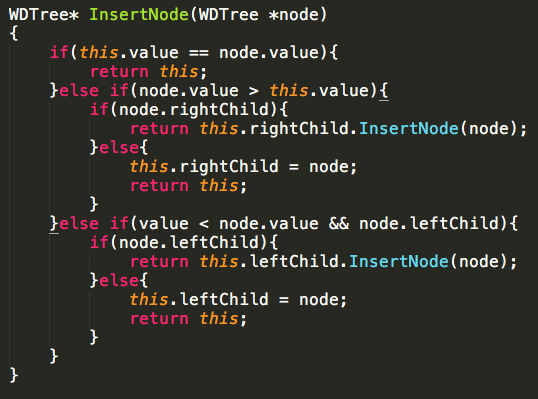 WDTree* InsertNode(WDTree *node)
{
    if(this.value == node.value){
        return this;
    }else if(node.value > this.value){
        if(node.rightChild){
            return this.rightChild.InsertNode(node);
        }else{
            this.rightChild = node;
            return this;
        }
    }else if(value < node.value && node.leftChild){
        if(node.leftChild){
            return this.leftChild.InsertNode(node);
        }else{
            this.leftChild = node;
            return this;
        }
    }
}